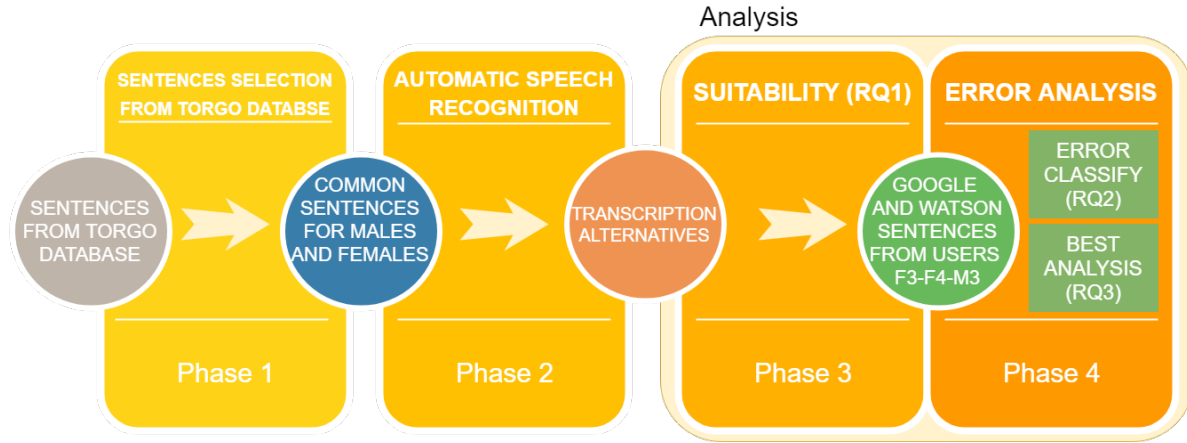 Analysis
SENTENCES SELECTION
FROM TORGO DATABSE
AUTOMATIC SPEECH
RECOGNITION
SUITABILITY (RQ1)
ERROR ANALYSIS
SENTENCES
FROM TORGO
DATABASE
COMMON
SENTENCES
FOR MALES
AND FEMALES
TRANSCRIPTION
ALTERNATIVES
GOOGLE
AND WATSON
SENTENCES
FROM USERS
F3-F4-M3
ERROR
CLASSIFY
(RQ2)
BEST
ANALYSIS
(RQ3)
Phase 1
Phase 2
Phase 3
Phase 4